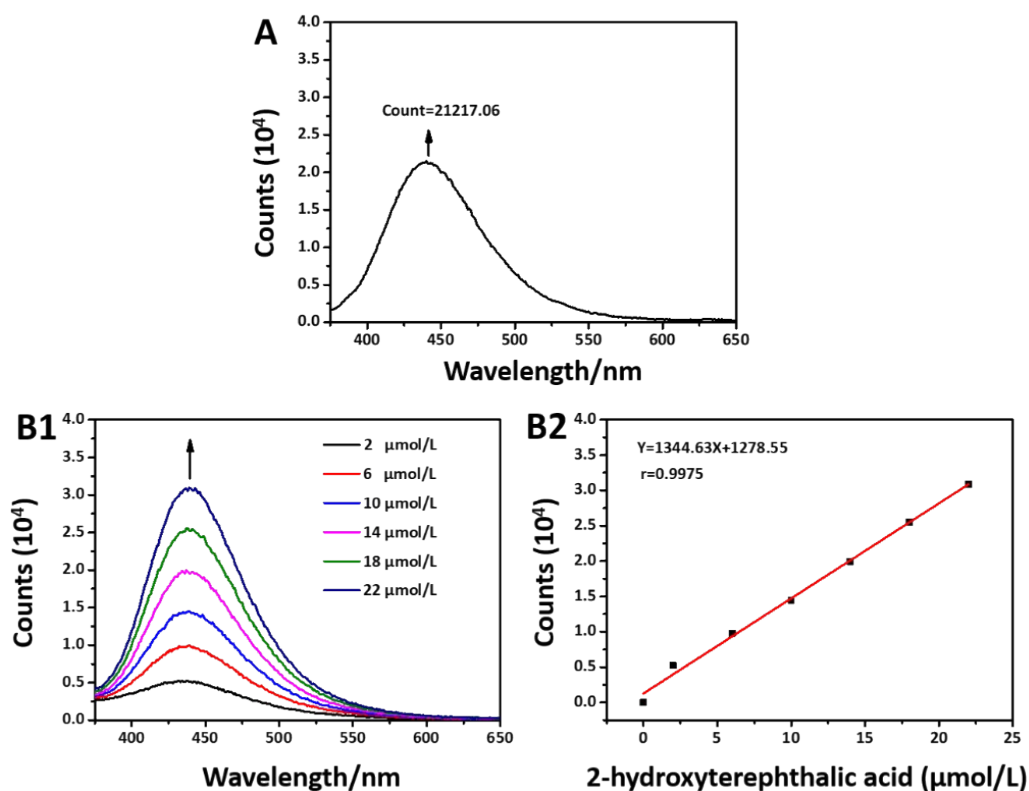 A
Count=21217.06
Counts (10⁴)
4.0
3.5
3.0
2.5
2.0
1.5
1.0
0.5
0.0
400 450 500 550 600 650
Wavelength/nm
B1
2 μmol/L
6 μmol/L
10 μmol/L
14 μmol/L
18 μmol/L
22 μmol/L
Counts (10⁴)
4.0
3.5
3.0
2.5
2.0
1.5
1.0
0.5
0.0
400 450 500 550 600 650
Wavelength/nm
B2
Y=1344.63X+1278.55
r=0.9975
Counts (10⁴)
4.0
3.5
3.0
2.5
2.0
1.5
1.0
0.5
0.0
0 5 10 15 20 25
2-hydroxyterephthalic acid (μmol/L)